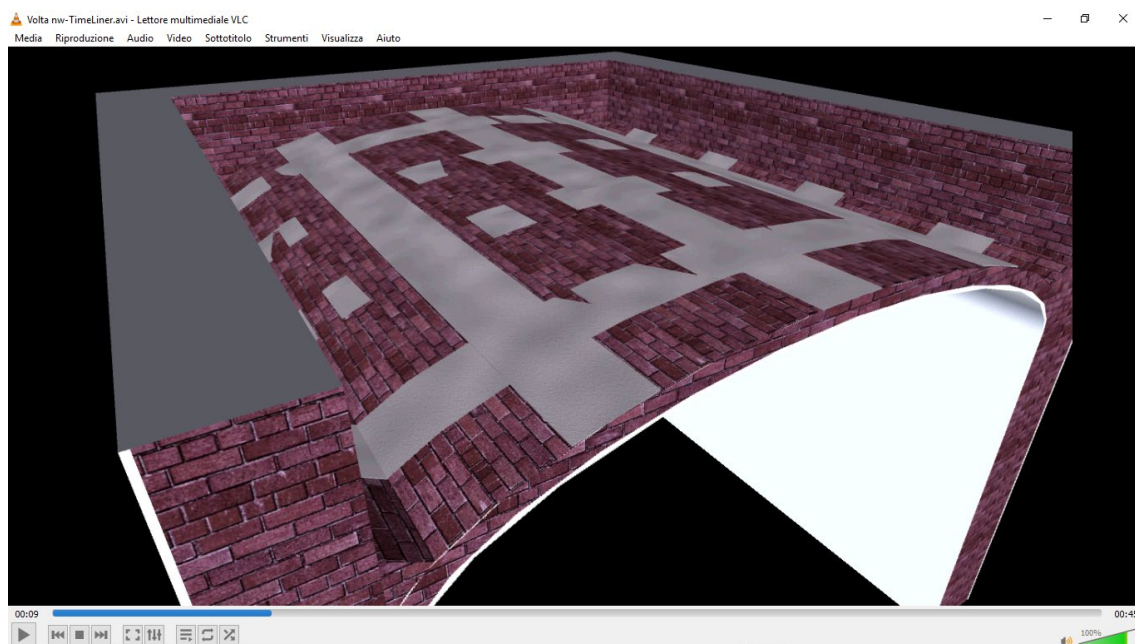 Volta nw-TimeLiner.avi - Lettore multimediale VLC
Media Riproduzione Audio Video Sottotitolo Strumenti Visualizza Aiuto
00:09
100%